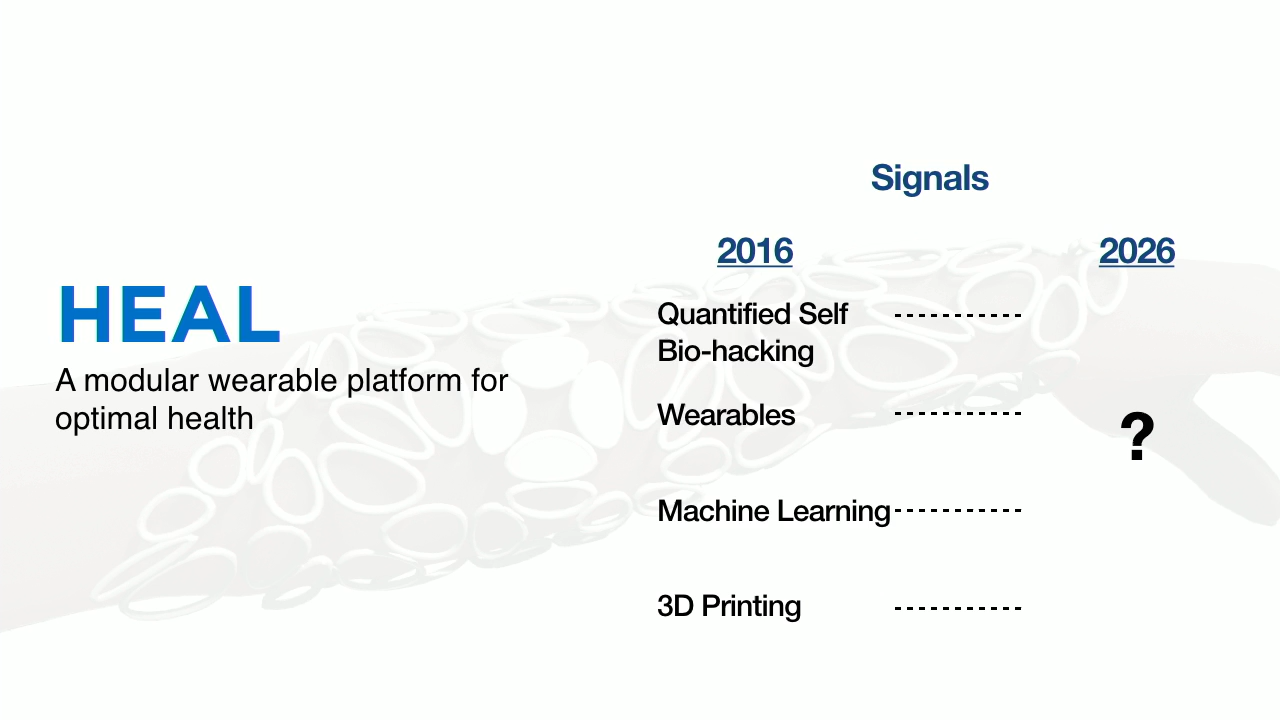 HEAL
A modular wearable platform for
optimal health
Signals
2016
2026
Quantified Self
Bio-hacking
Wearables
?
Machine Learning
3D Printing